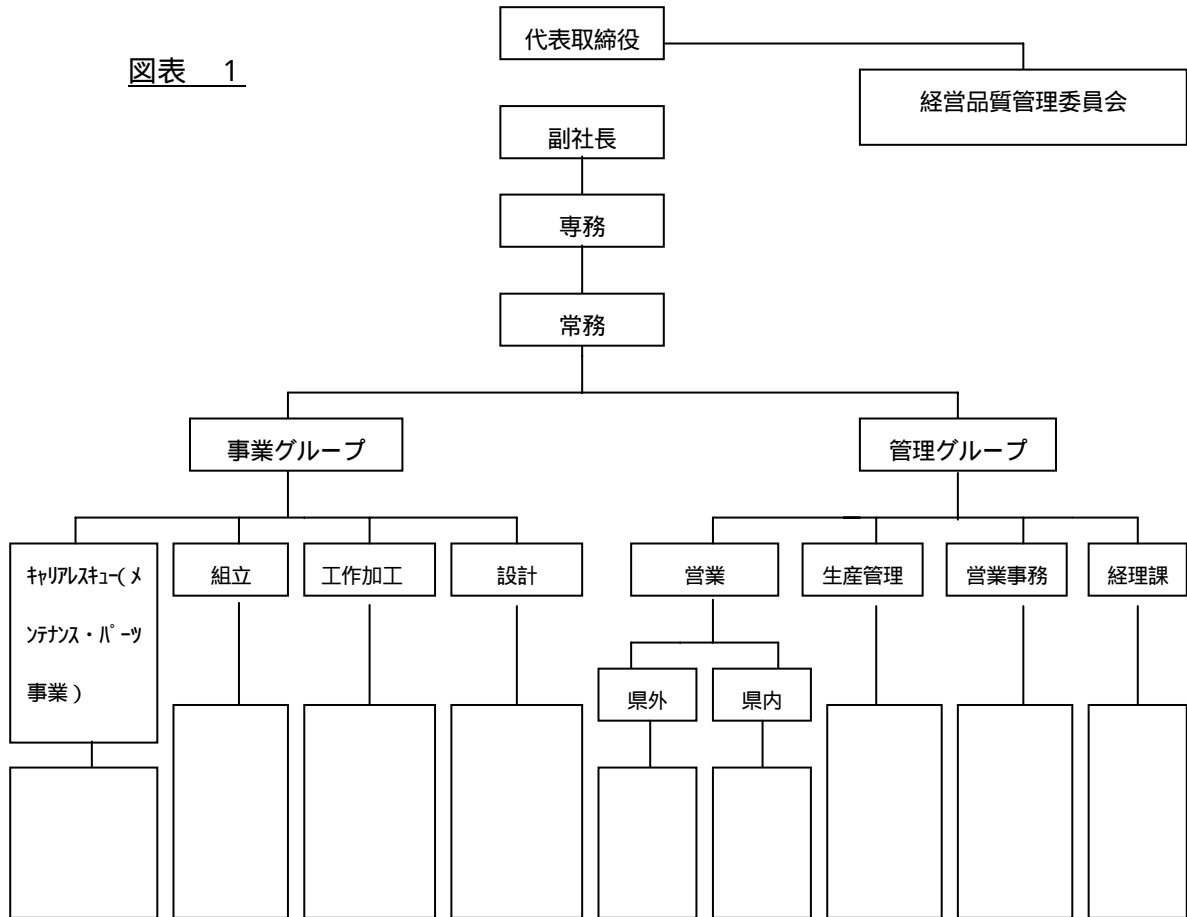 代表取締役
図表 1
経営品質管理委員会
副社長
専務
常務
事業グループ
管理グループ
ｷｬﾘｱﾚｽｷｭｰ(ﾒ
ﾝﾃﾅﾝｽ・ﾊﾟｰﾂ
事業)
組立
工作加工
設計
営業
生産管理
営業事務
経理課
県外
県内